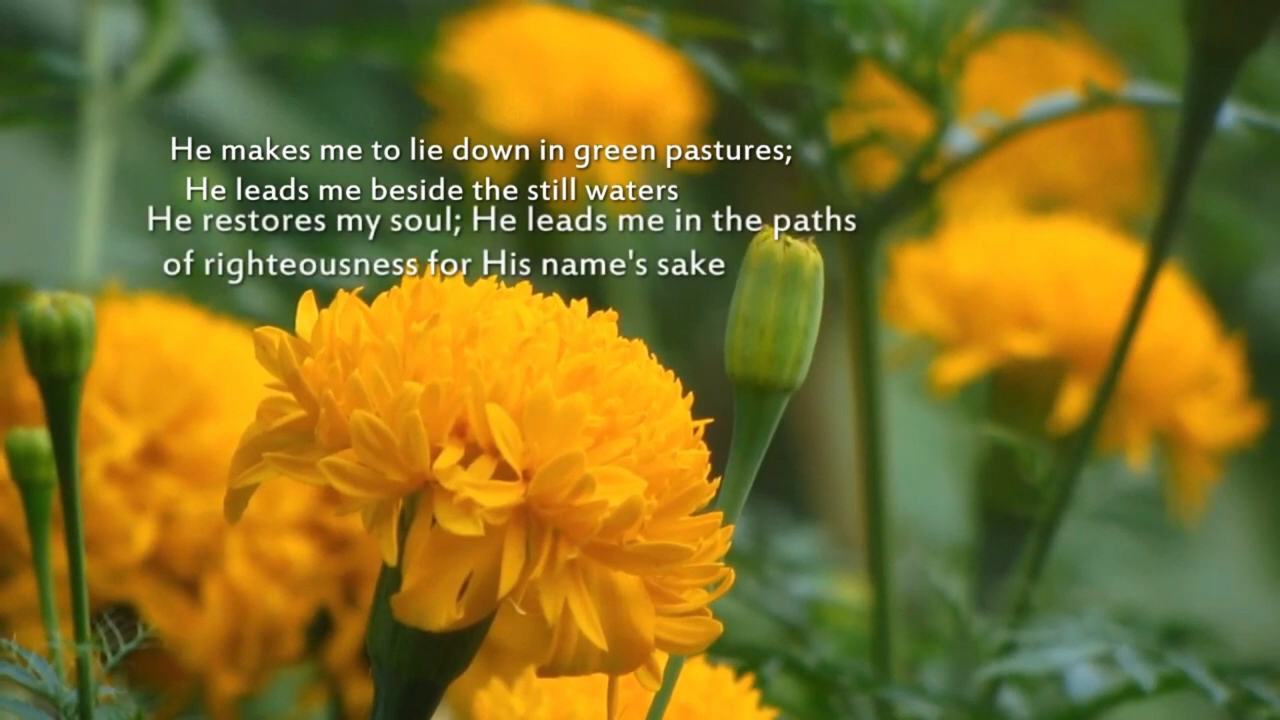 He makes me to lie down in green pastures;
He leads me beside the still waters
He restores my soul; He leads me in the paths
of righteousness for His name's sake